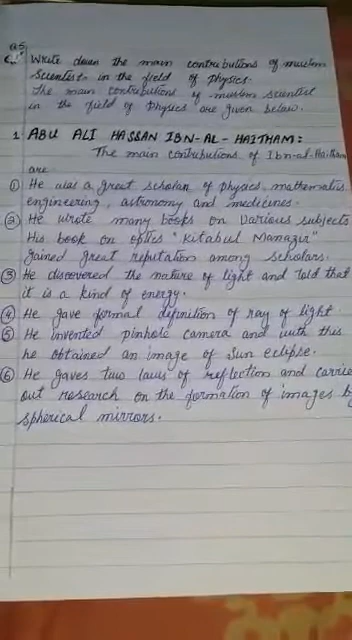 Q5
Write down the main contributions of muslim
Scientest in the field of physics.
The main contributions of muslim scientist
in the field of physics are given below.
1 ABU ALI HASSAN IBN-AL-HAITHAM:
The main contributions of Ibn-al-Haitham
are
① He was a great scholar of physics, mathematics
engineering, astronomy and medicines.
② He wrote many books on various subjects
His book on optics "Kitabul Manazir"
gained great reputation among scholars.
③ He discovered the nature of light and told that
it is a kind of energy.
④ He gave formal definition of ray of light.
⑤ He invented pinhole camera and with this
he obtained an image of sun eclipse.
⑥ He gaves two laws of reflection and carrie
out research on the formation of images b
spherical mirrors.